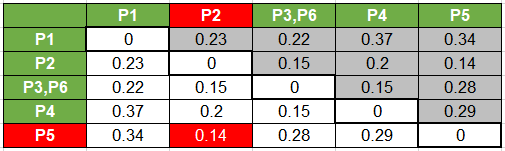 P1 P2 P3,P6 P4 P5
P1 0 0.23 0.22 0.37 0.34
P2 0.23 0 0.15 0.2 0.14
P3,P6 0.22 0.15 0 0.15 0.28
P4 0.37 0.2 0.15 0 0.29
P5 0.34 0.14 0.28 0.29 0